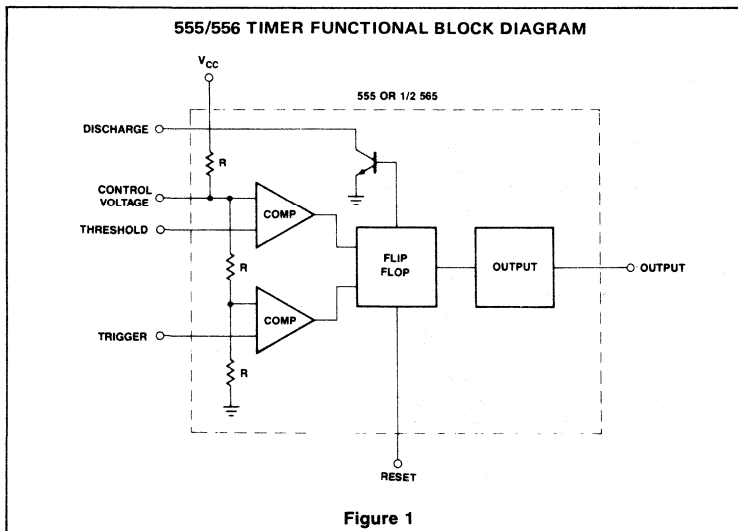 555/556 TIMER FUNCTIONAL BLOCK DIAGRAM
VCC
555 OR 1/2 565
DISCHARGE
R
CONTROL
VOLTAGE
COMP
THRESHOLD
R
FLIP
FLOP
OUTPUT
OUTPUT
COMP
TRIGGER
R
RESET
Figure 1